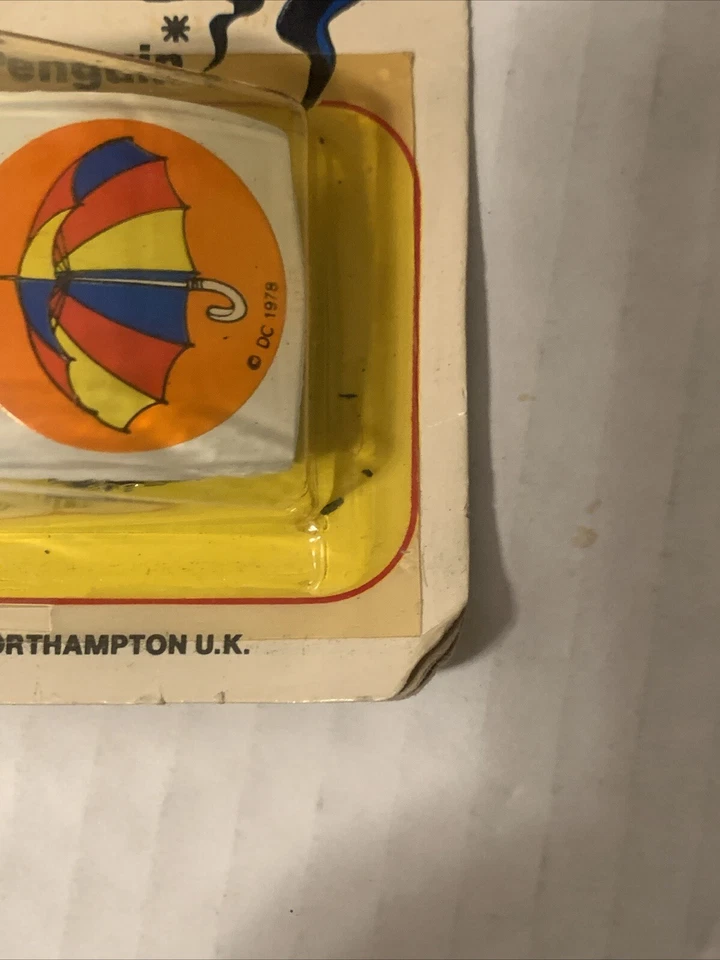 Penguin*
© DC 1978
ORTHAMPTON U.K.